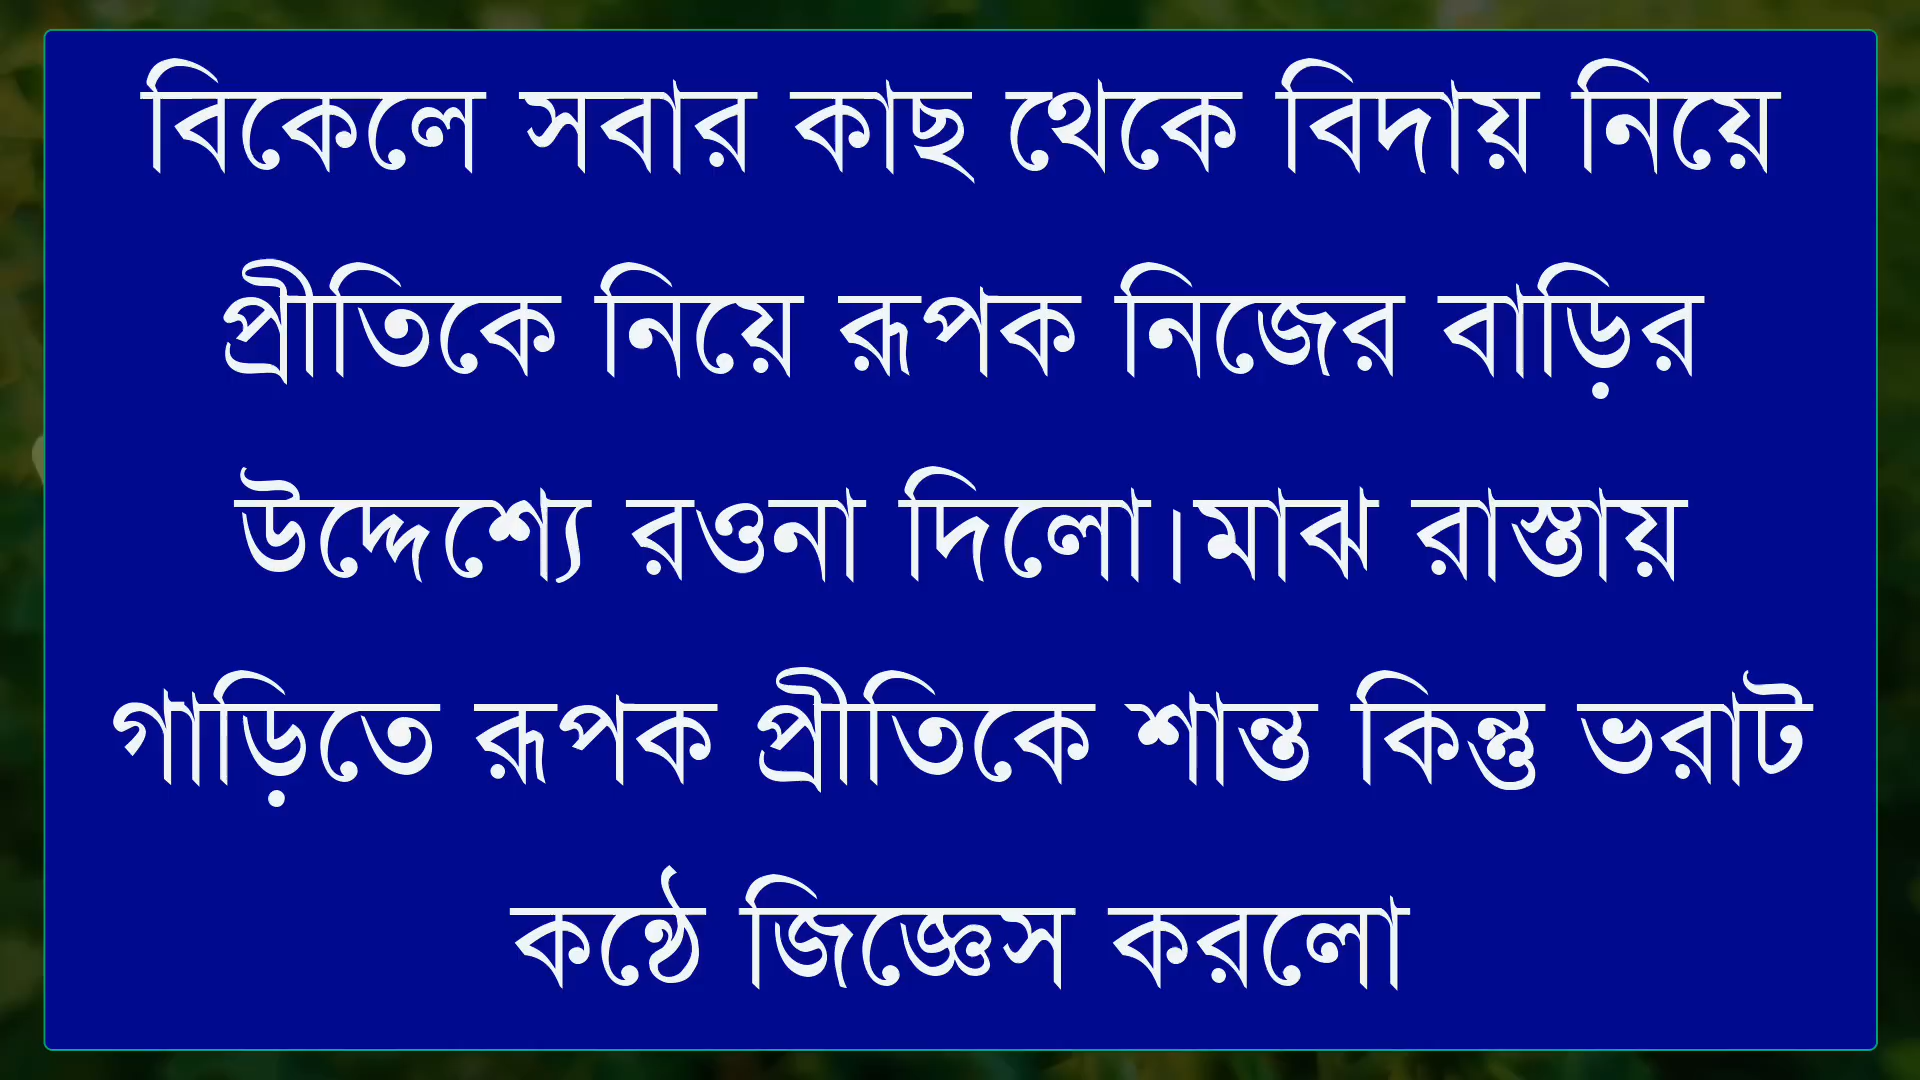 বিকেলে সবার কাছ থেকে বিদায় নিয়ে
প্রীতিকে নিয়ে রূপক নিজের বাড়ির
উদ্দেশ্যে রওনা দিলো।মাঝ রাস্তায়
গাড়িতে রূপক প্রীতিকে শান্ত কিন্তু ভরাট
কন্ঠে জিজ্ঞেস করলো